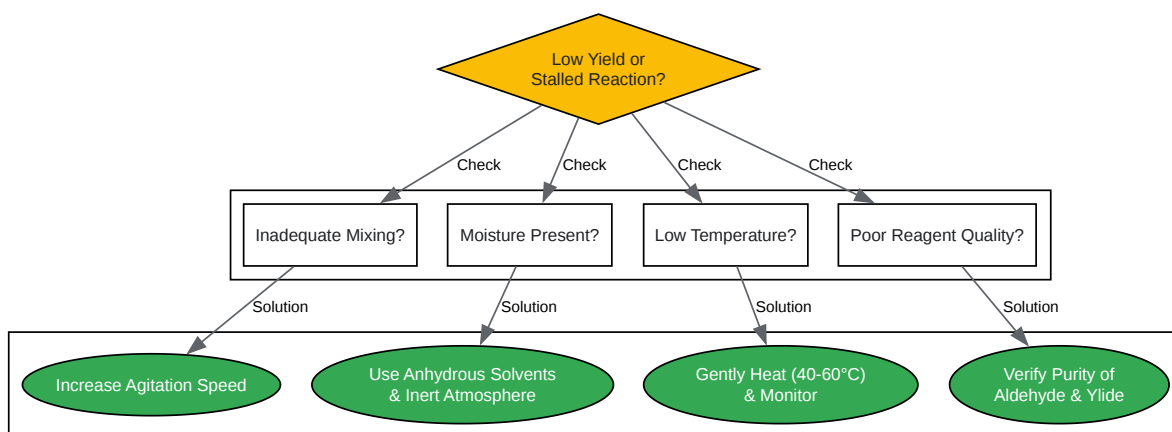 Low Yield or
Stalled Reaction?
Check
Check
Check
Check
Inadequate Mixing?
Moisture Present?
Low Temperature?
Poor Reagent Quality?
Solution
Solution
Solution
Solution
Increase Agitation Speed
Use Anhydrous Solvents
& Inert Atmosphere
Gently Heat (40-60°C)
& Monitor
Verify Purity of
Aldehyde & Ylide